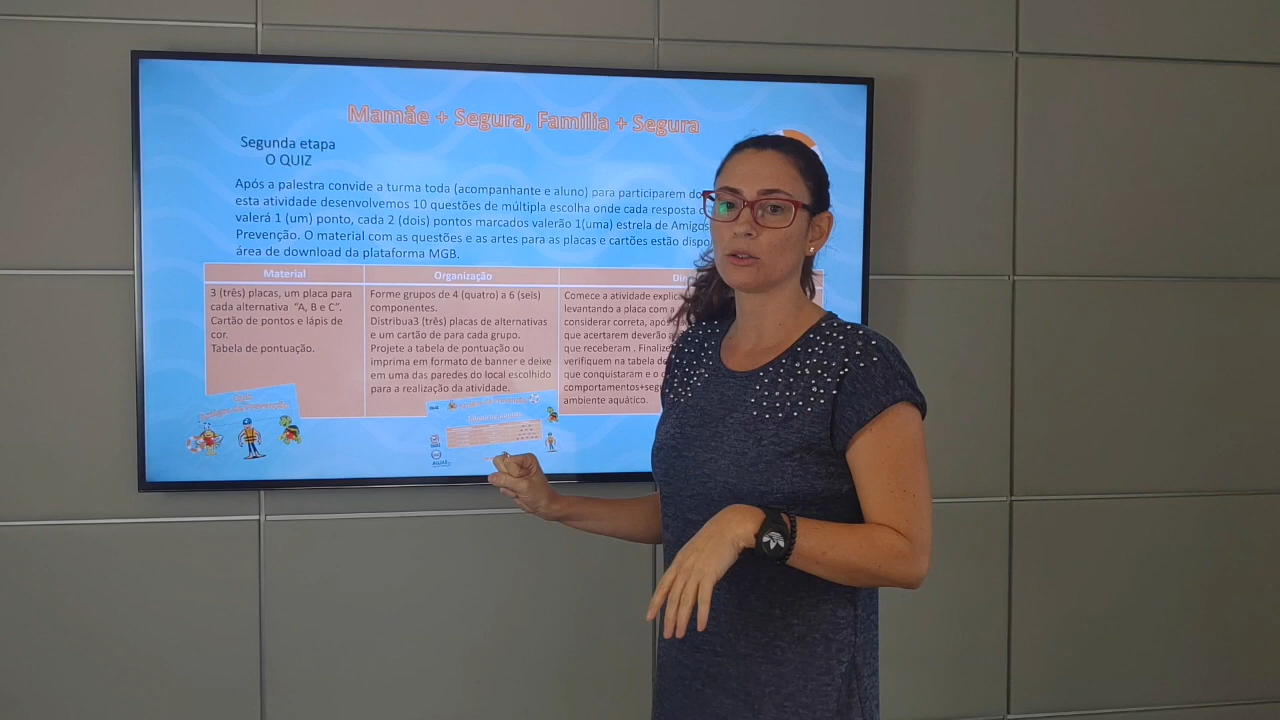 Mamãe + Segura, Família + Segura
Segunda etapa
O QUIZ
Após a palestra convide a turma toda (acompanhante e aluno) para participarem do
esta atividade desenvolvemos 10 questões de múltipla escolha onde cada resposta
valerá 1 (um) ponto, cada 2 (dois) pontos marcados valerão 1(uma) estrela de Amigos
Prevenção. O material com as questões e as artes para as placas e cartões estão dispo
área de download da plataforma MGB.
Material
3 (três) placas, um placa para
cada alternativa "A, B e C".
Cartão de pontos e lápis de
cor.
Tabela de pontuação.
Organização
Forme grupos de 4 (quatro) a 6 (seis)
componentes.
Distribua3 (três) placas de alternativas
e um cartão de para cada grupo.
Projete a tabela de pontuação ou
imprima em formato de banner e deixe
em uma das paredes do local escolhido
para a realização da atividade.
Din
Comece a atividade explica
levantando a placa com a
considerar correta, após
que acertarem deverão
que receberam . Finalize
verifiquem na tabela de
que conquistaram e o
comportamentos+segu
ambiente aquático.